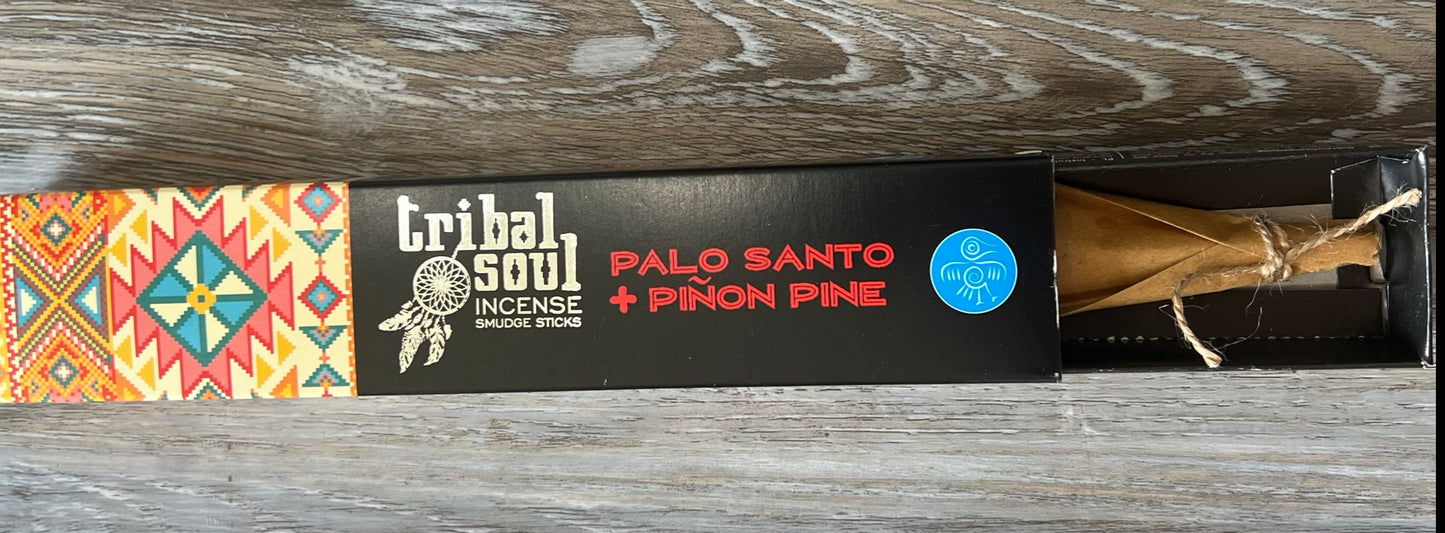 tribal
soul
INCENSE
SMUDGE STICKS
PALO SANTO
+ PIÑON PINE